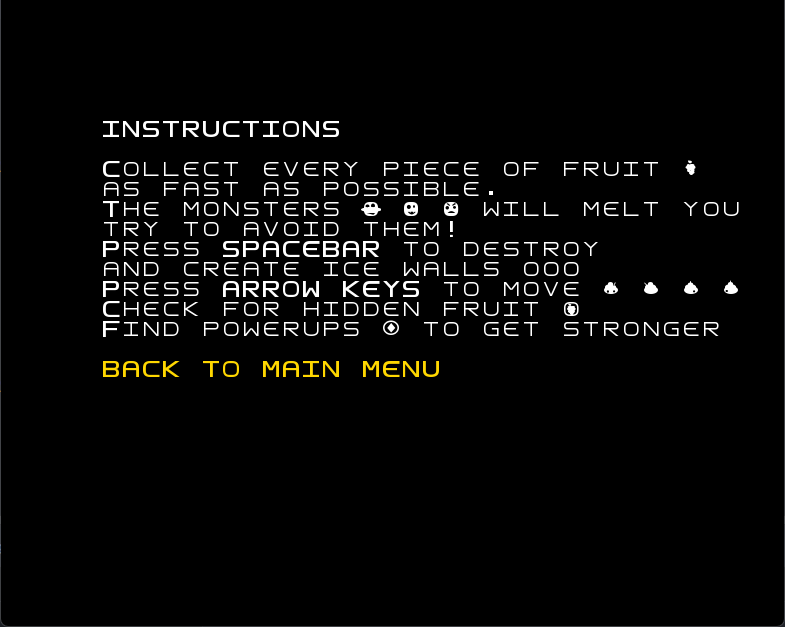 INSTRUCTIONS
COLLECT EVERY PIECE OF FRUIT
AS FAST AS POSSIBLE.
THE MONSTERS WILL MELT YOU
TRY TO AVOID THEM!
PRESS SPACEBAR TO DESTROY
AND CREATE ICE WALLS OOO
PRESS ARROW KEYS TO MOVE
CHECK FOR HIDDEN FRUIT
FIND POWERUPS TO GET STRONGER
BACK TO MAIN MENU